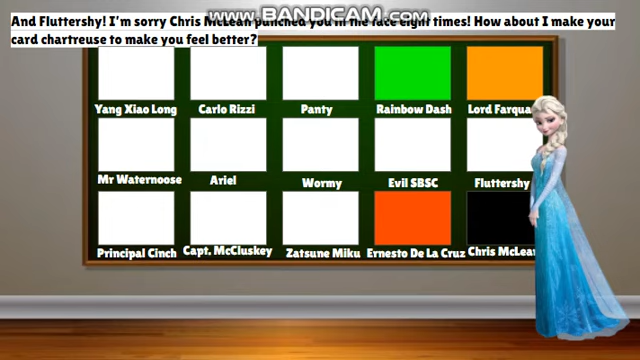 WWW.BANDICAM.COM
And Fluttershy! I'm sorry Chris McLean punched you in the face eight times! How about I make your
card chartreuse to make you feel better?
Yang Xiao Long Carlo Rizzi Panty Rainbow Dash Lord Farqua
Mr Waternoose Ariel Wormy Evil SBSC Fluttershy
Principal Cinch Capt. McCluskey Zatsune Miku Ernesto De La Cruz Chris McLean